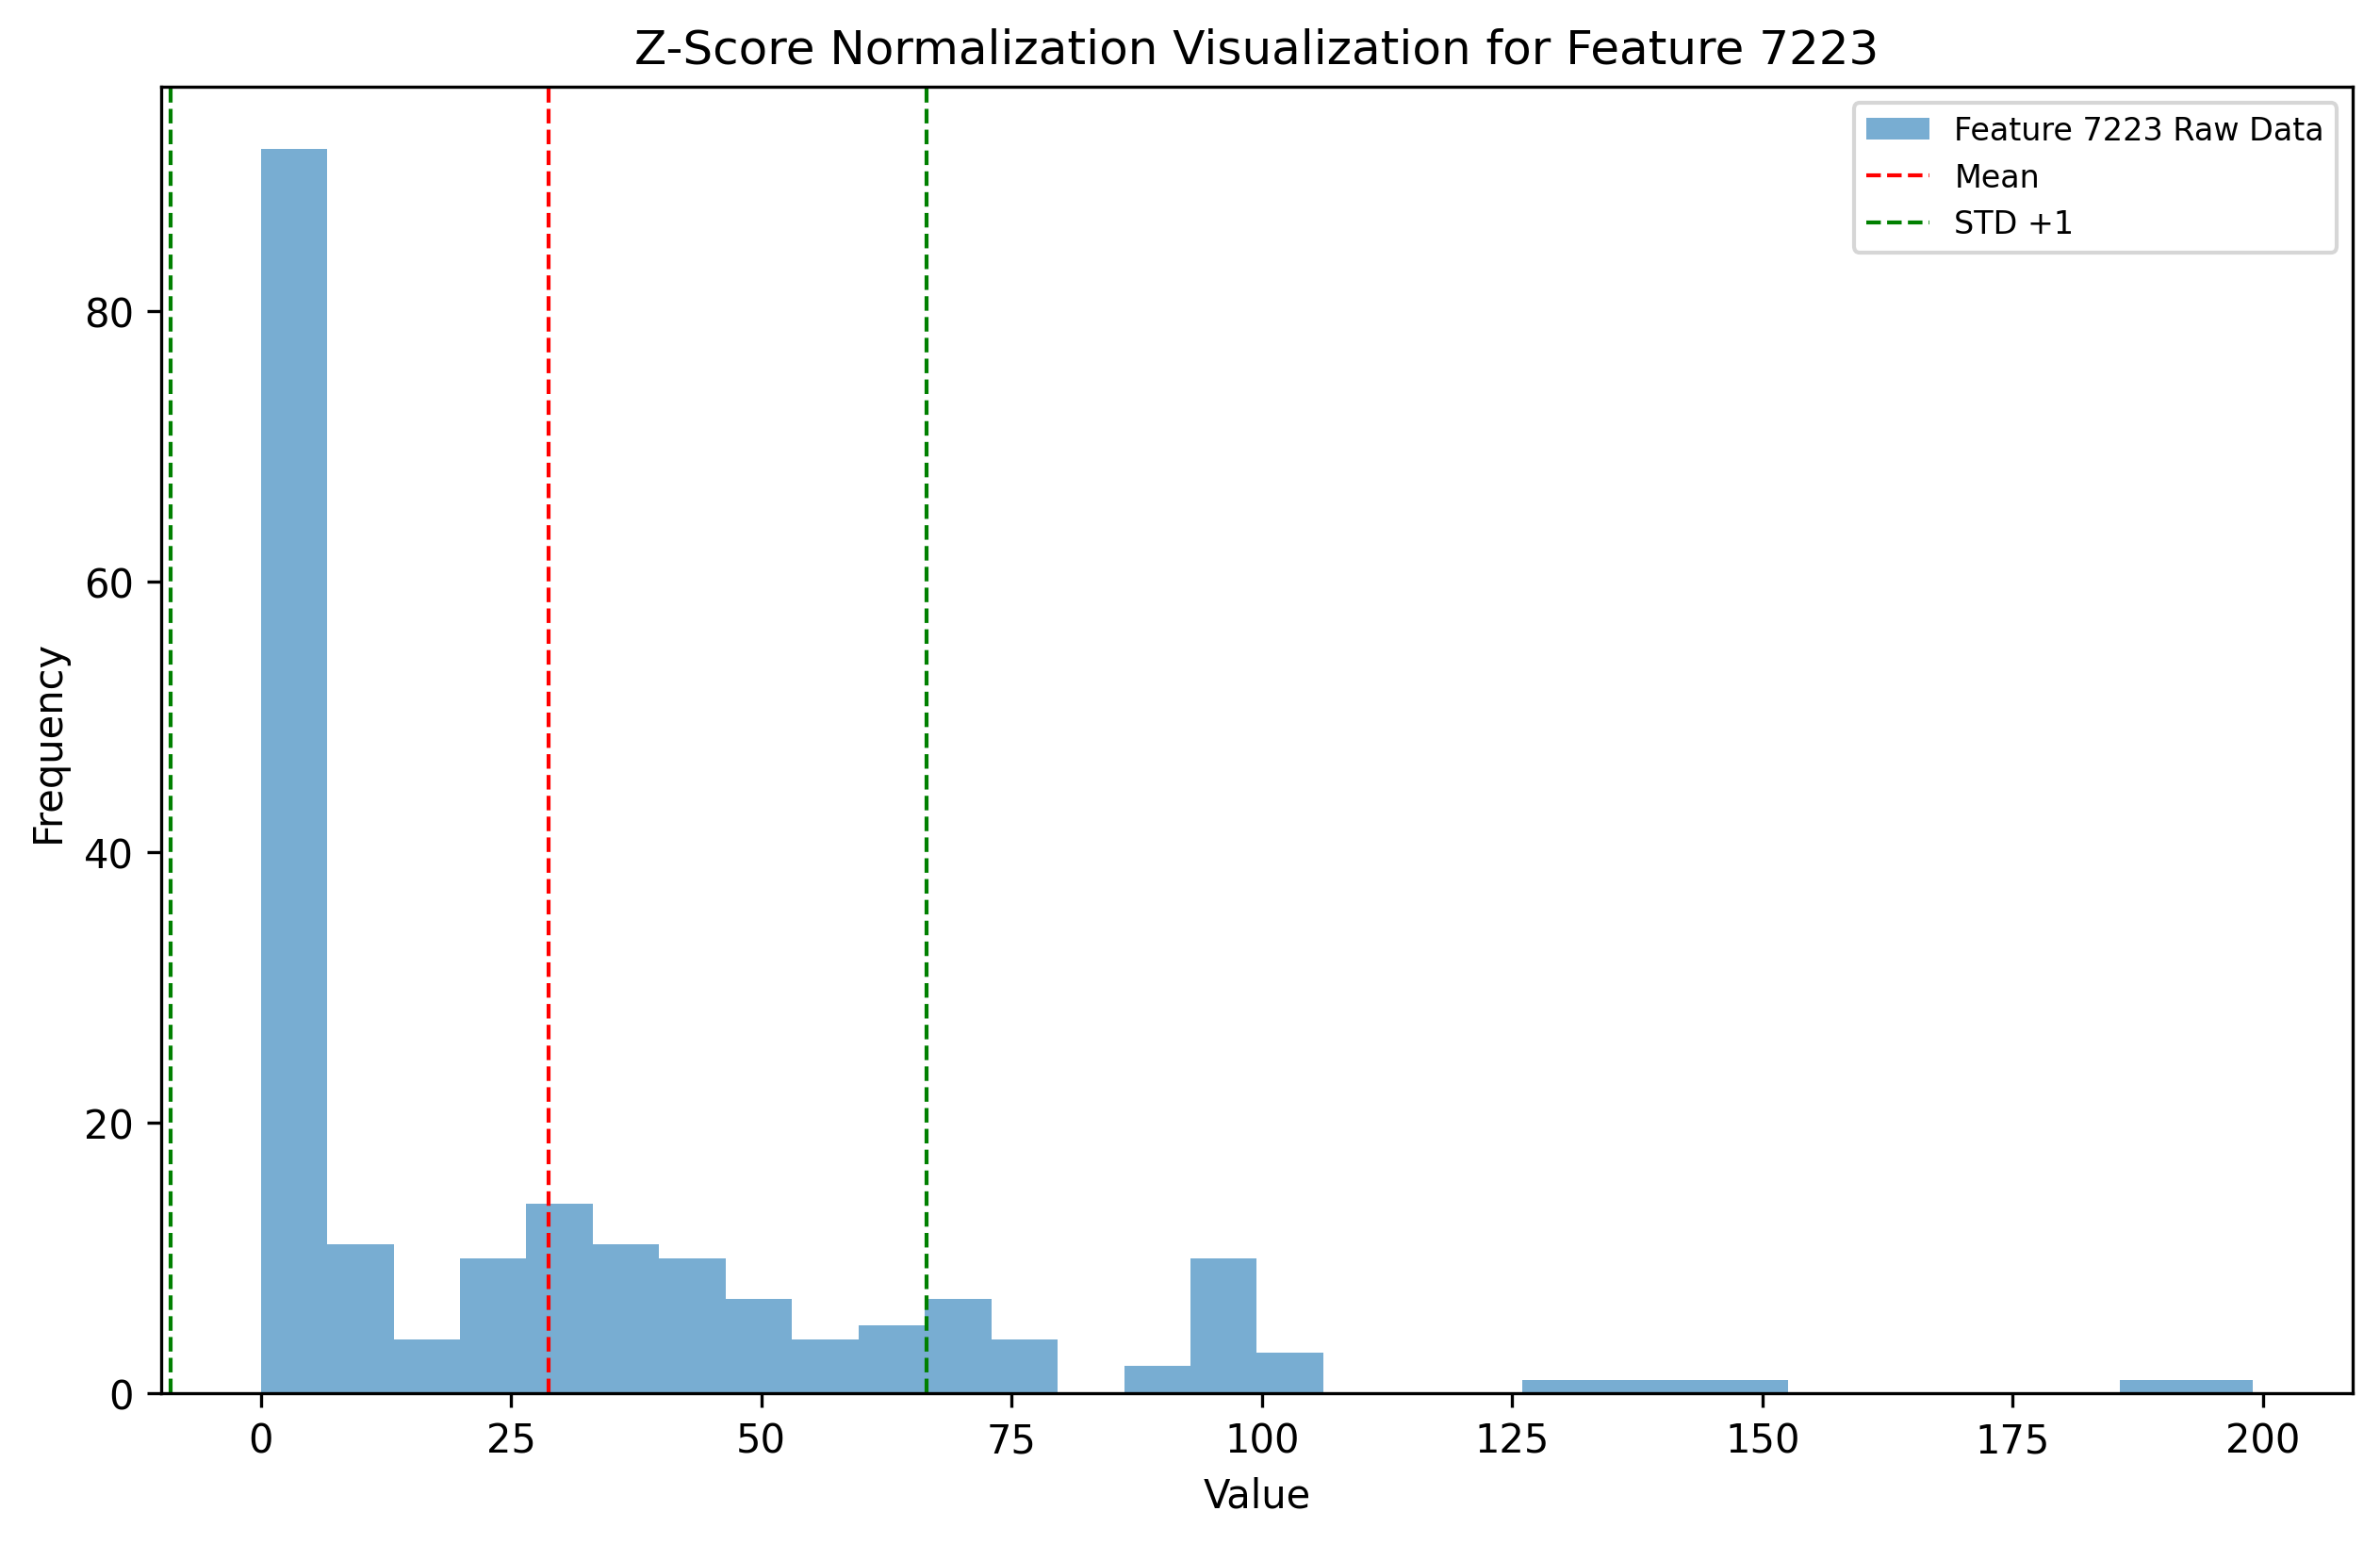 Z-Score Normalization Visualization for Feature 7223
Feature 7223 Raw Data
Mean
STD +1
80
60
40
20
0
Frequency
0 25 50 75 100 125 150 175 200
Value